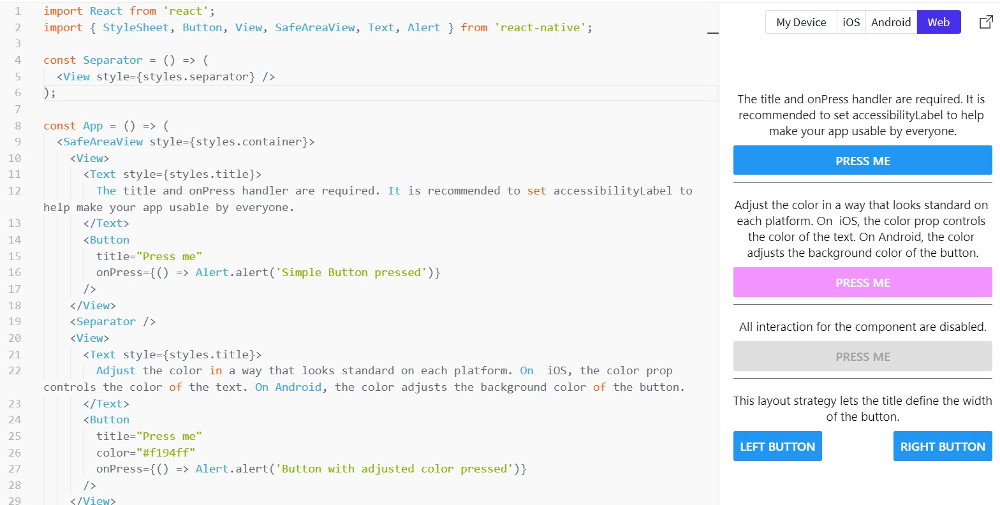 1 import React from 'react';
2 import { StyleSheet, Button, View, SafeAreaView, Text, Alert } from 'react-native';
3
4 const Separator = () => (
5 <View style={styles.separator} />
6 );
7
8 const App = () => (
9 <SafeAreaView style={styles.container}>
10 <View>
11 <Text style={styles.title}>
12 The title and onPress handler are required. It is recommended to set accessibilityLabel to
help make your app usable by everyone.
13 </Text>
14 <Button
15 title="Press me"
16 onPress={() => Alert.alert('Simple Button pressed')}
17 />
18 </View>
19 <Separator />
20 <View>
21 <Text style={styles.title}>
22 Adjust the color in a way that looks standard on each platform. On  iOS, the color prop
controls the color of the text. On Android, the color adjusts the background color of the button.
23 </Text>
24 <Button
25 title="Press me"
26 color="#f194ff"
27 onPress={() => Alert.alert('Button with adjusted color pressed')}
28 />
29 </View>
My Device iOS Android Web
The title and onPress handler are required. It is
recommended to set accessibilityLabel to help
make your app usable by everyone.
PRESS ME
Adjust the color in a way that looks standard on
each platform. On  iOS, the color prop controls
the color of the text. On Android, the color
adjusts the background color of the button.
PRESS ME
All interaction for the component are disabled.
PRESS ME
This layout strategy lets the title define the width
of the button.
LEFT BUTTON RIGHT BUTTON